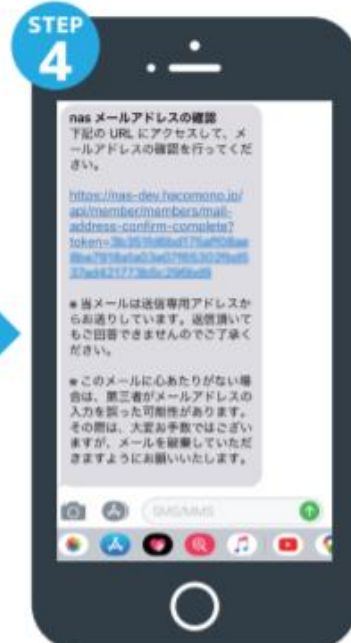 STEP
4
nas メールアドレスの確認
下記の URL にアクセスして、メ
ールアドレスの確認を行ってくだ
さい。
https://nas-dev.hacomono.jp/
api/member/members/mail-
address-confirm-complete?
token=
※当メールは送信専用アドレスか
らお送りしています。返信頂いて
もご回答できませんのでご了承く
ださい。
※このメールに心あたりがない場
合は、第三者がメールアドレスの
入力を誤った可能性があります。
その際は、大変お手数ではござい
ますが、メールを破棄していただ
きますようにお願いいたします。
SMS/MMS